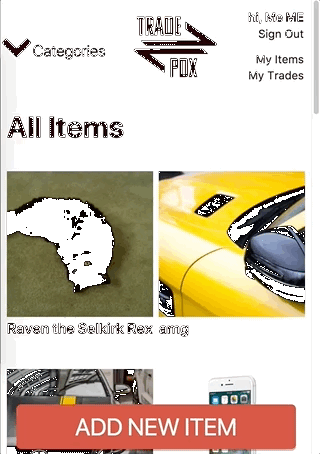 hi, Me ME
Sign Out
My Items
My Trades
Categories
TRADE
POX
All Items
Raven the Selkirk Rex
amg
ADD NEW ITEM